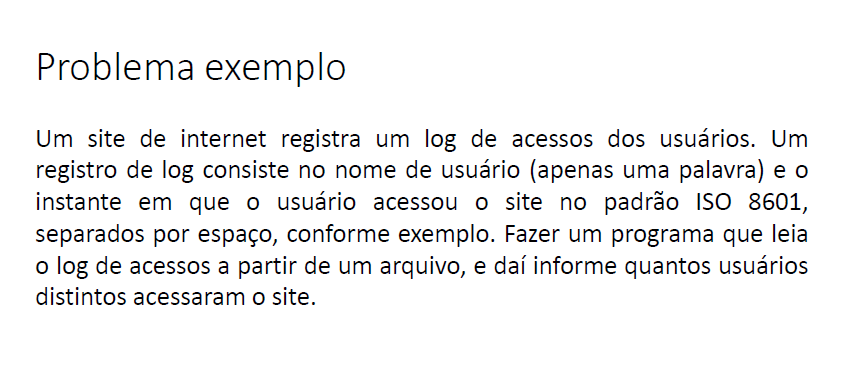 Problema exemplo
Um site de internet registra um log de acessos dos usuários. Um
registro de log consiste no nome de usuário (apenas uma palavra) e o
instante em que o usuário acessou o site no padrão ISO 8601,
separados por espaço, conforme exemplo. Fazer um programa que leia
o log de acessos a partir de um arquivo, e daí informe quantos usuários
distintos acessaram o site.